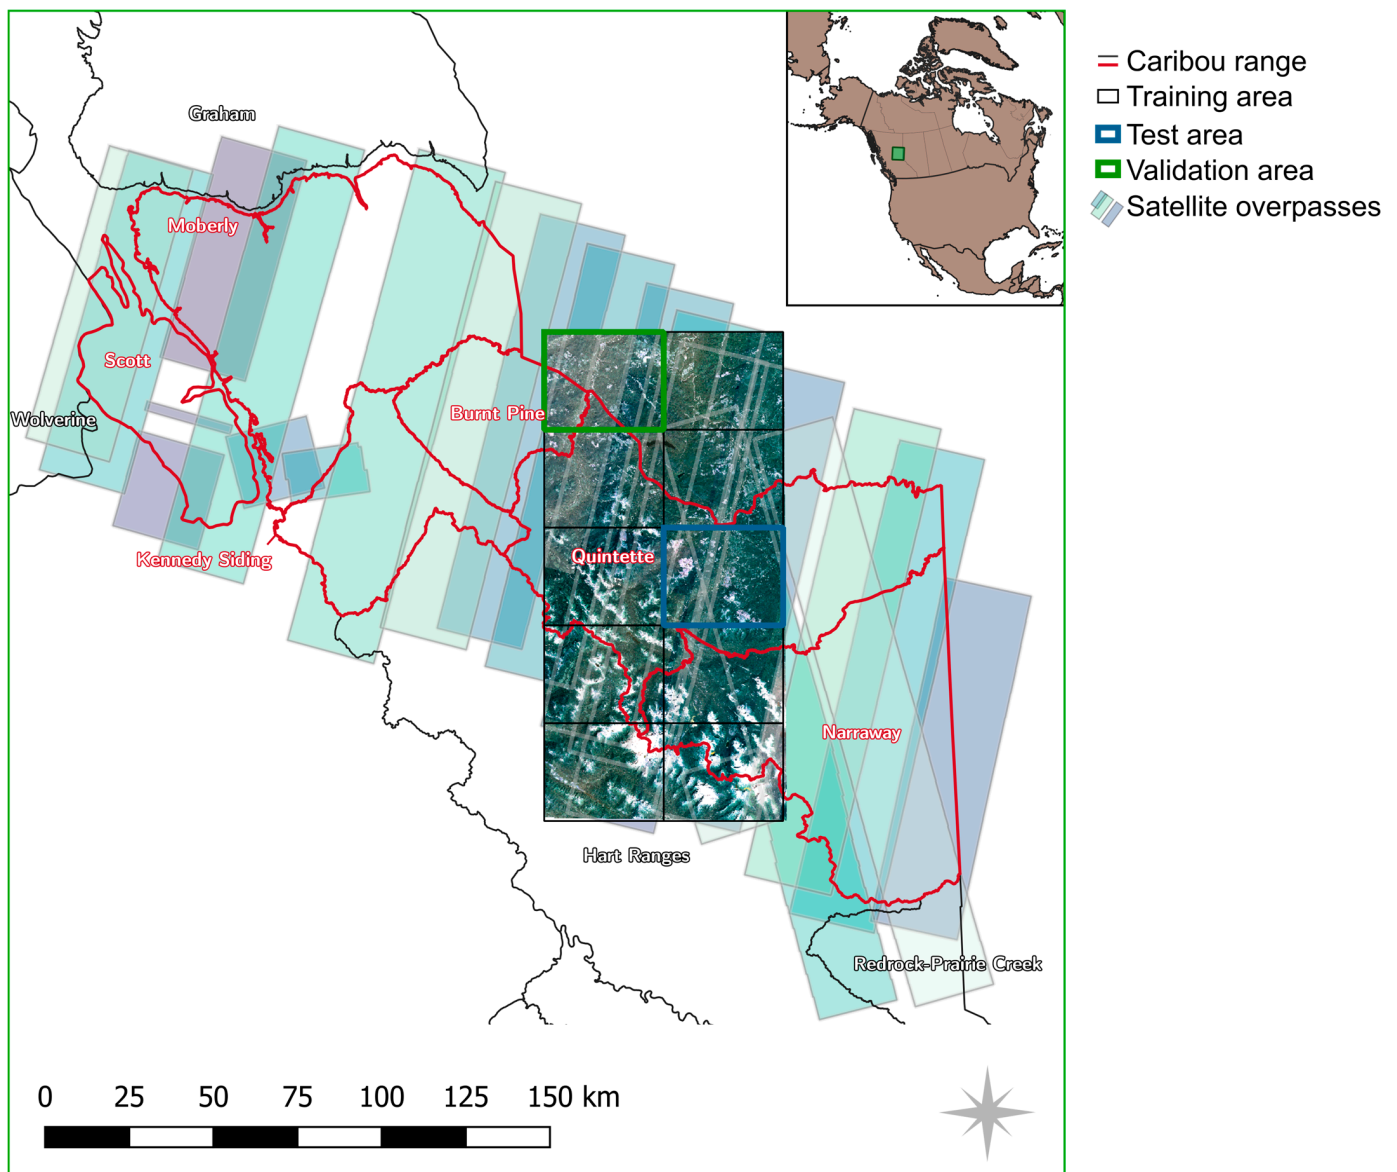 Caribou range
Training area
Test area
Validation area
Satellite overpasses
Graham
Moberly
Scott
Wolverine
Burnt Pine
Kennedy Siding
Quintette
Narraway
Hart Ranges
Redrock-Prairie Creek
0 25 50 75 100 125 150 km